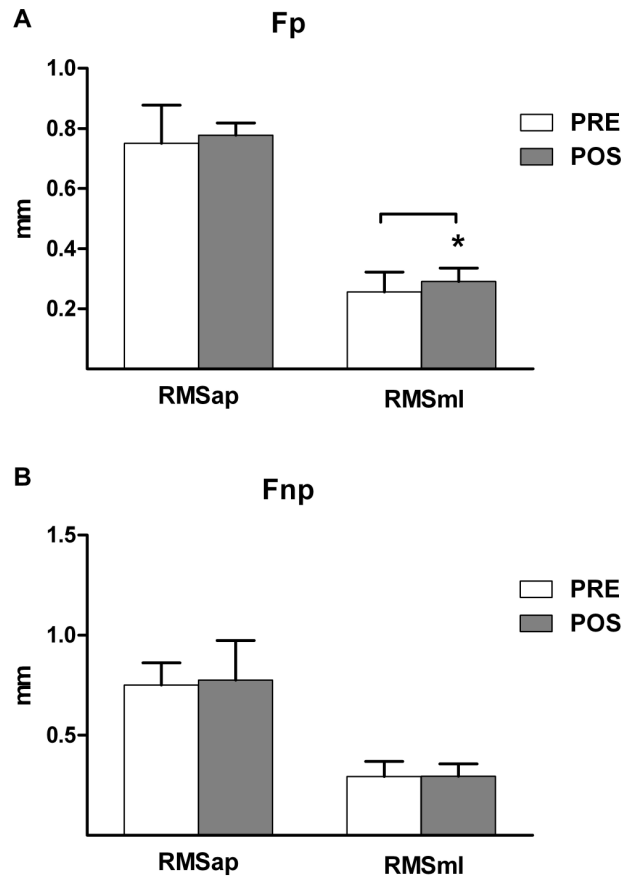 A
Fp
1.0
0.8
0.6
0.4
0.2
mm
PRE
POS
*
RMSap
RMSml
B
Fnp
1.5
1.0
0.5
mm
PRE
POS
RMSap
RMSml